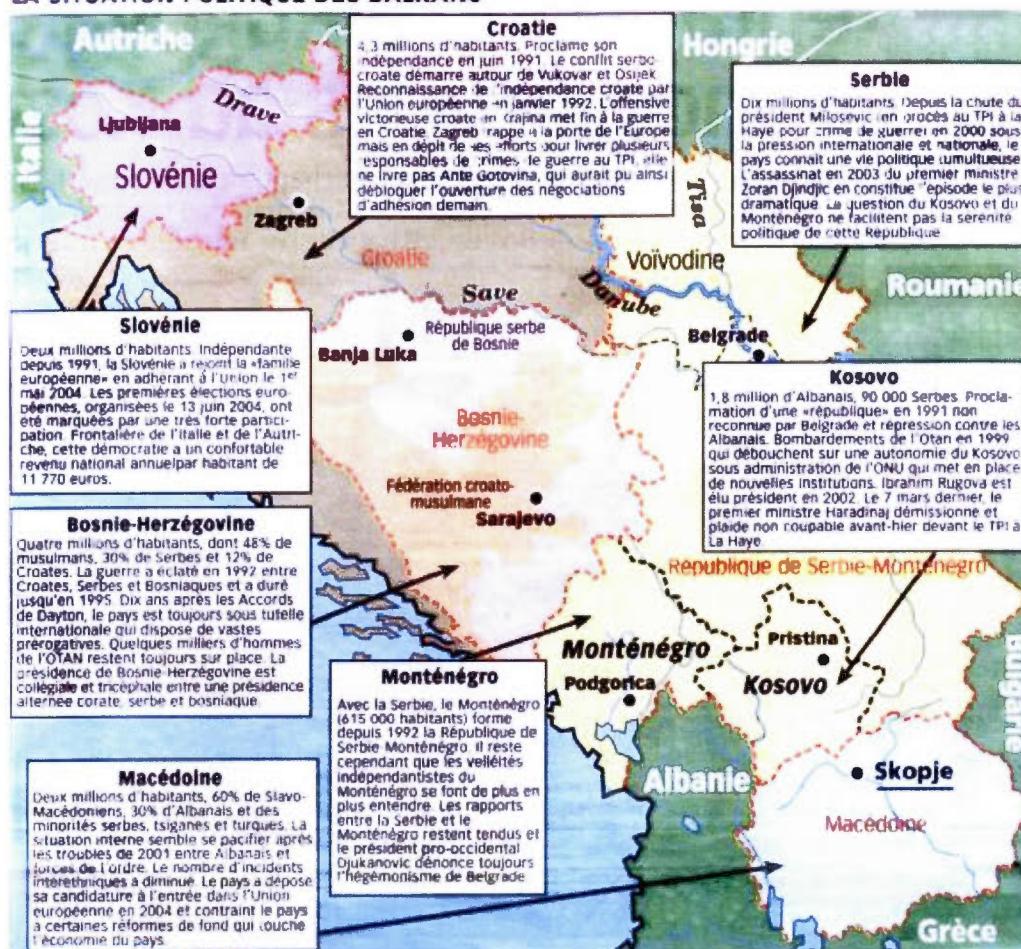 LA SITUATION POLITIQUE DES BALKANS
Autriche
Hongrie
Italie
Roumanie
Bulgarie
Albanie
Grèce
Drave
Ljubljana
Slovénie
Zagreb
Croatie
Save
Tisa
Voïvodine
Danube
Belgrade
Banja Luka
République serbe
de Bosnie
Bosnie-
Herzégovine
Fédération croato-
musulmane
Sarajevo
République de Serbie-Monténégro
Monténégro
Podgorica
Pristina
Kosovo
Skopje
Macédoine
Croatie
4,3 millions d'habitants. Proclame son
indépendance en juin 1991. Le conflit serbo-
croate démarre autour de Vukovar et Osijek.
Reconnaissance de l'indépendance croate par
l'Union européenne en janvier 1992. L'offensive
victorieuse croate en Krajina met fin à la guerre
en Croatie. Zagreb frappe à la porte de l'Europe
mais en dépit de ses efforts pour livrer plusieurs
responsables de crimes de guerre au TPI, elle
ne livre pas Ante Gotovina, qui aurait pu ainsi
débloquer l'ouverture des négociations
d'adhésion demain.
Serbie
Dix millions d'habitants. Depuis la chute du
président Milosevic (en procès au TPI à la
Haye pour crime de guerre) en 2000 sous
la pression internationale et nationale, le
pays connait une vie politique tumultueuse.
L'assassinat en 2003 du premier ministre
Zoran Djindjic en constitue l'épisode le plus
dramatique. La question du Kosovo et du
Monténégro ne facilitent pas la serenité
politique de cette République
Slovénie
Deux millions d'habitants. Indépendante
depuis 1991, la Slovénie a rejoint la «famille
européenne» en adhérant à l'Union le 1er
mai 2004. Les premières élections euro-
péennes, organisées le 13 juin 2004, ont
été marquées par une très forte partici-
pation. Frontalière de l'Italie et de l'Autri-
che, cette démocratie a un confortable
revenu national annuelpar habitant de
11 770 euros.
Kosovo
1,8 million d'Albanais, 90 000 Serbes. Procla-
mation d'une «république» en 1991 non
reconnue par Belgrade et répression contre les
Albanais. Bombardements de l'Otan en 1999
qui débouchent sur une autonomie du Kosovo
sous administration de l'ONU qui met en place
de nouvelles institutions. Ibrahim Rugova est
élu président en 2002. Le 7 mars dernier, le
premier ministre Haradinaj démissionne et
plaide non coupable avant-hier devant le TPI à
La Haye.
Bosnie-Herzégovine
Quatre millions d'habitants, dont 48% de
musulmans, 30% de Serbes et 12% de
Croates. La guerre a éclaté en 1992 entre
Croates, Serbes et Bosniaques et a duré
jusqu'en 1995. Dix ans après les Accords
de Dayton, le pays est toujours sous tutelle
internationale qui dispose de vastes
prérogatives. Quelques milliers d'hommes
de l'OTAN restent toujours sur place. La
présidence de Bosnie-Herzégovine est
collégiale et tricéphale entre une présidence
alternée corate, serbe et bosniaque.
Monténégro
Avec la Serbie, le Monténégro
(615 000 habitants) forme
depuis 1992 la République de
Serbie Monténégro. Il reste
cependant que les velléités
indépendantistes du
Monténégro se font de plus en
plus entendre. Les rapports
entre la Serbie et le
Monténégro restent tendus et
le président pro-occidental
Djukanovic dénonce toujours
l'hégémonisme de Belgrade
Macédoine
Deux millions d'habitants, 60% de Slavo-
Macédoniens, 30% d'Albanais et des
minorités serbes, tsiganes et turques. La
situation interne semble se pacifier après
les troubles de 2001 entre Albanais et
forces de l'ordre. Le nombre d'incidents
interethniques a diminué. Le pays a déposé
sa candidature à l'entrée dans l'Union
européenne en 2004 et contraint le pays
à certaines réformes de fond qui touche
l'économie du pays.